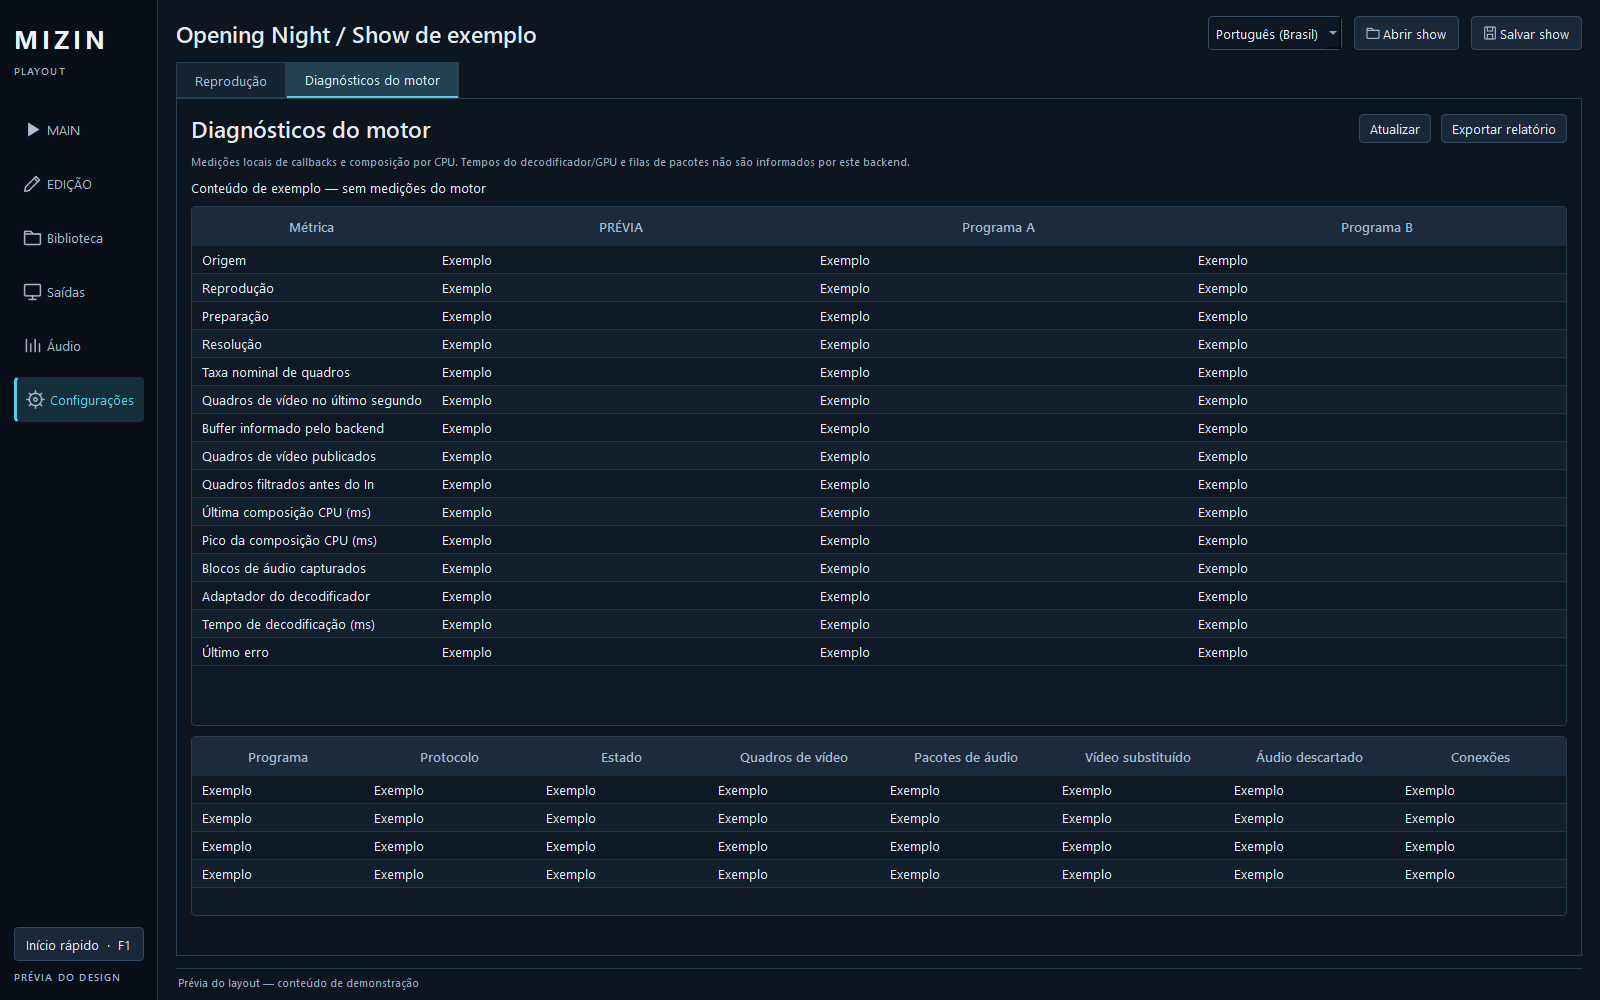 MIZIN
PLAYOUT
MAIN
EDIÇÃO
Biblioteca
Saídas
Áudio
Configurações
Início rápido · F1
PRÉVIA DO DESIGN
Opening Night / Show de exemplo
Português (Brasil) Abrir show Salvar show
Reprodução Diagnósticos do motor
Diagnósticos do motor
Atualizar Exportar relatório
Medições locais de callbacks e composição por CPU. Tempos do decodificador/GPU e filas de pacotes não são informados por este backend.
Conteúdo de exemplo — sem medições do motor
Métrica PRÉVIA Programa A Programa B
Origem Exemplo Exemplo Exemplo
Reprodução Exemplo Exemplo Exemplo
Preparação Exemplo Exemplo Exemplo
Resolução Exemplo Exemplo Exemplo
Taxa nominal de quadros Exemplo Exemplo Exemplo
Quadros de vídeo no último segundo Exemplo Exemplo Exemplo
Buffer informado pelo backend Exemplo Exemplo Exemplo
Quadros de vídeo publicados Exemplo Exemplo Exemplo
Quadros filtrados antes do In Exemplo Exemplo Exemplo
Última composição CPU (ms) Exemplo Exemplo Exemplo
Pico da composição CPU (ms) Exemplo Exemplo Exemplo
Blocos de áudio capturados Exemplo Exemplo Exemplo
Adaptador do decodificador Exemplo Exemplo Exemplo
Tempo de decodificação (ms) Exemplo Exemplo Exemplo
Último erro Exemplo Exemplo Exemplo
Programa Protocolo Estado Quadros de vídeo Pacotes de áudio Vídeo substituído Áudio descartado Conexões
Exemplo Exemplo Exemplo Exemplo Exemplo Exemplo Exemplo Exemplo
Exemplo Exemplo Exemplo Exemplo Exemplo Exemplo Exemplo Exemplo
Exemplo Exemplo Exemplo Exemplo Exemplo Exemplo Exemplo Exemplo
Exemplo Exemplo Exemplo Exemplo Exemplo Exemplo Exemplo Exemplo
Prévia do layout — conteúdo de demonstração